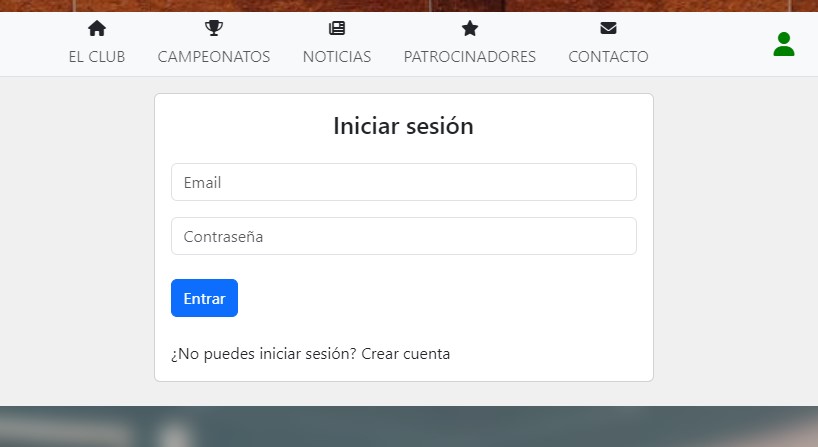 EL CLUB CAMPEONATOS NOTICIAS PATROCINADORES CONTACTO
Iniciar sesión
Email
Contraseña
Entrar
¿No puedes iniciar sesión? Crear cuenta